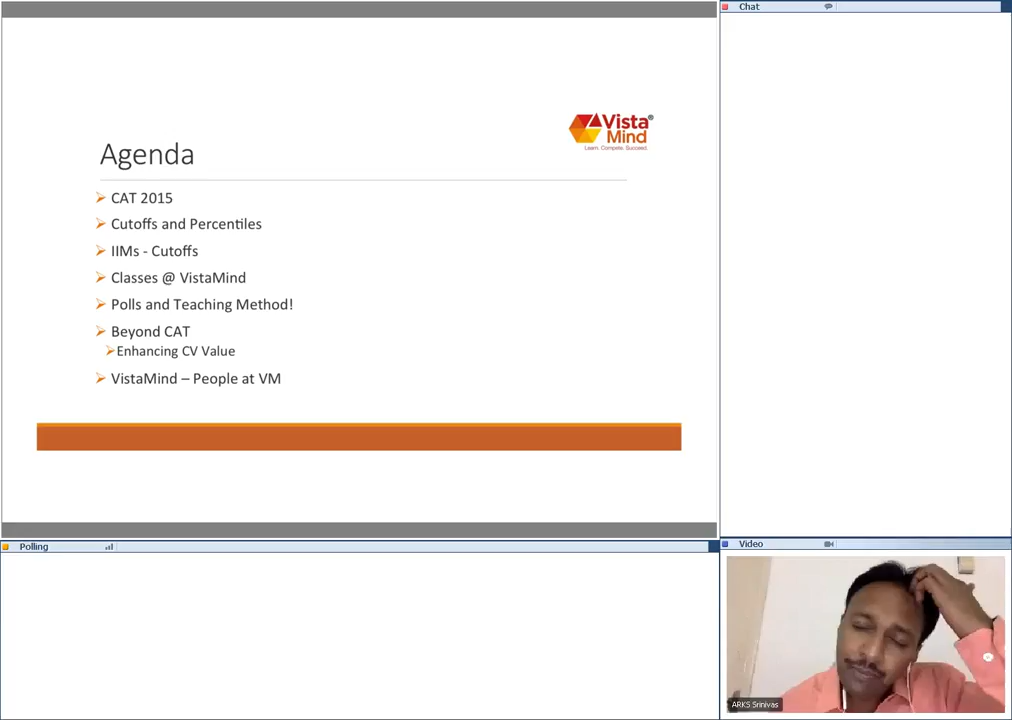 Chat
Vista®
Mind
Learn. Compete. Succeed.
Agenda
CAT 2015
Cutoffs and Percentiles
IIMs - Cutoffs
Classes @ VistaMind
Polls and Teaching Method!
Beyond CAT
Enhancing CV Value
VistaMind – People at VM
Polling
Video
ARKS Srinivas